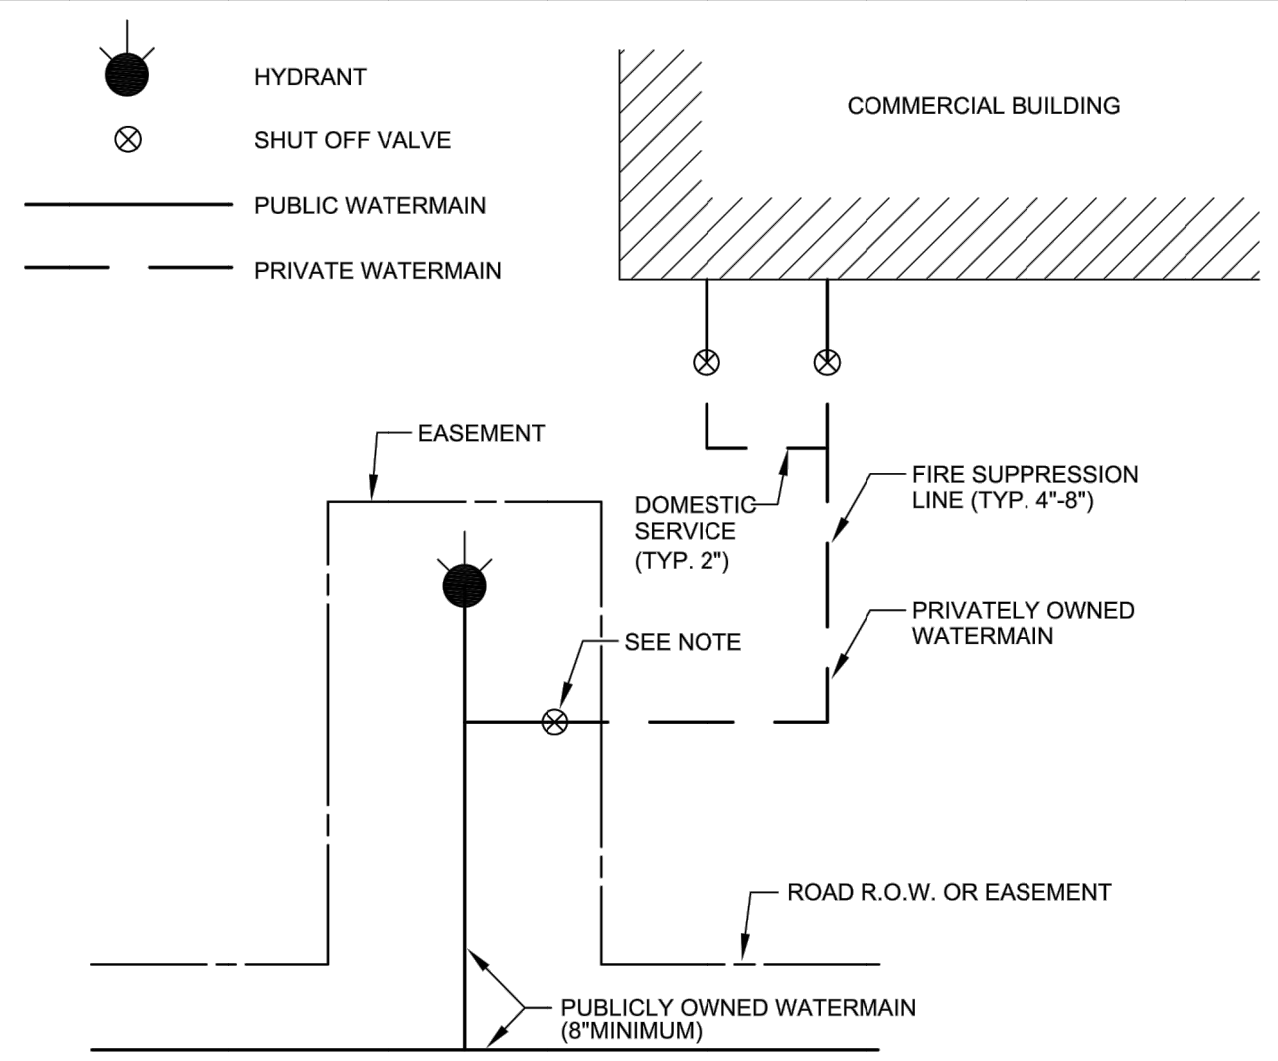 HYDRANT
COMMERCIAL BUILDING
SHUT OFF VALVE
PUBLIC WATERMAIN
PRIVATE WATERMAIN
EASEMENT
FIRE SUPPRESSION
LINE (TYP. 4"-8")
DOMESTIC
SERVICE
(TYP. 2")
PRIVATELY OWNED
WATERMAIN
SEE NOTE
ROAD R.O.W. OR EASEMENT
PUBLICLY OWNED WATERMAIN
(8"MINIMUM)